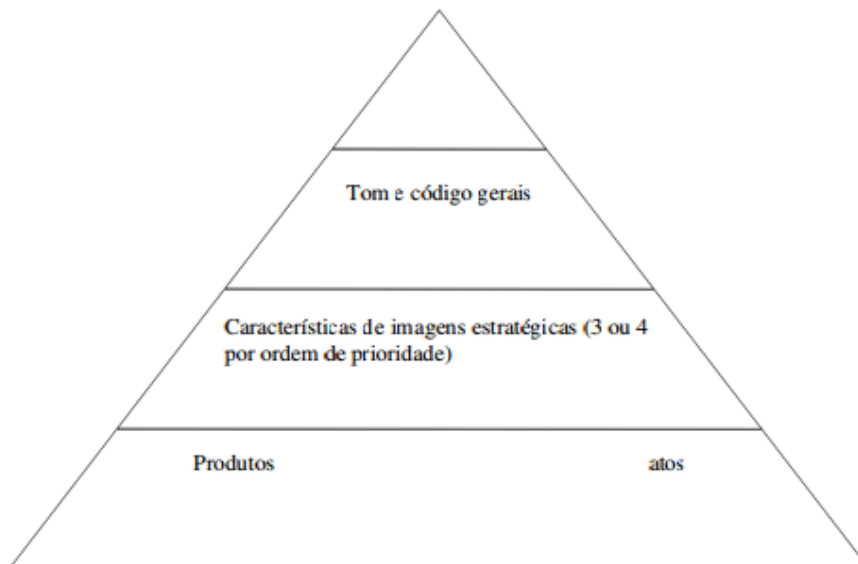 Tom e código gerais
Características de imagens estratégicas (3 ou 4
por ordem de prioridade)
Produtos atos